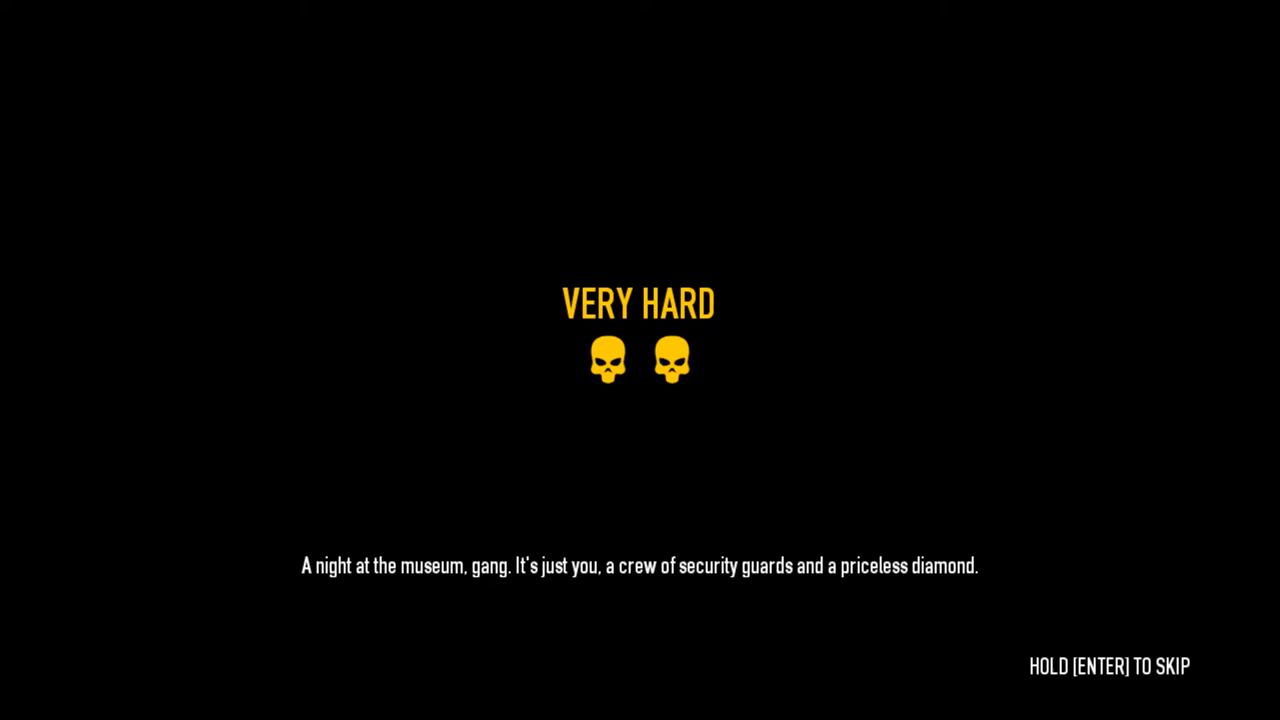 VERY HARD
A night at the museum, gang. It's just you, a crew of security guards and a priceless diamond.
HOLD [ENTER] TO SKIP